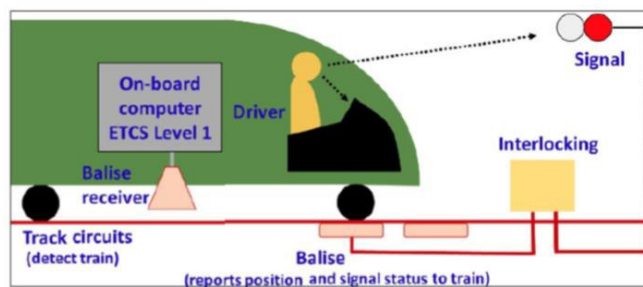 On-board
computer
ETCS Level 1
Driver
Signal
Balise
receiver
Interlocking
Track circuits
(detect train)
Balise
(reports position and signal status to train)